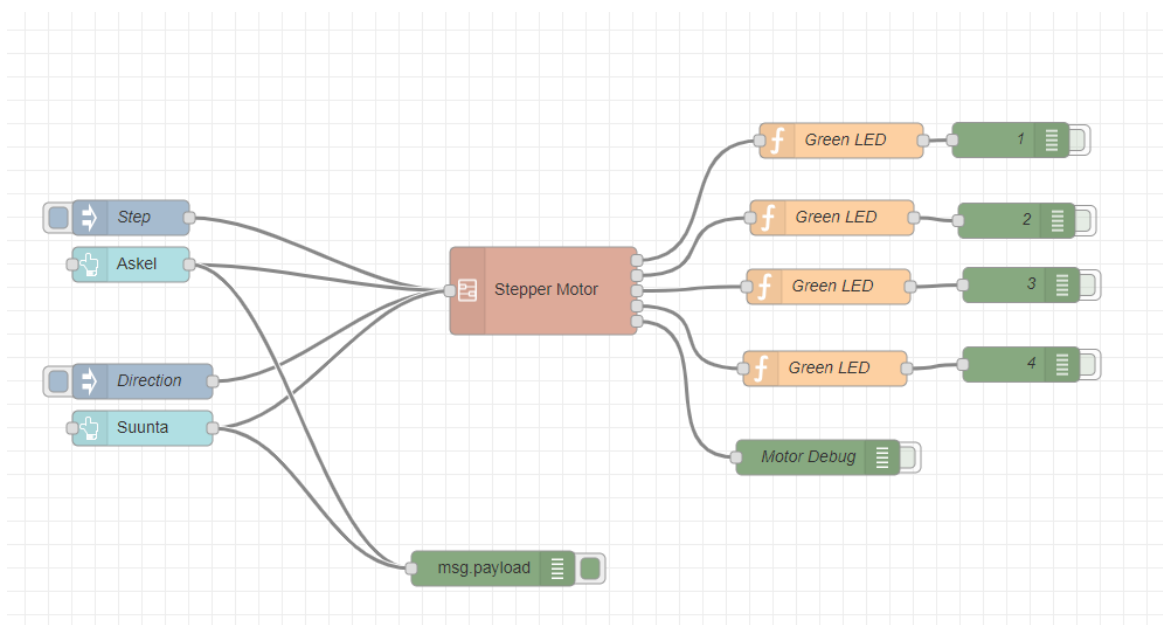 Step
Askel
Direction
Suunta
Stepper Motor
Green LED
1
Green LED
2
Green LED
3
Green LED
4
Motor Debug
msg.payload